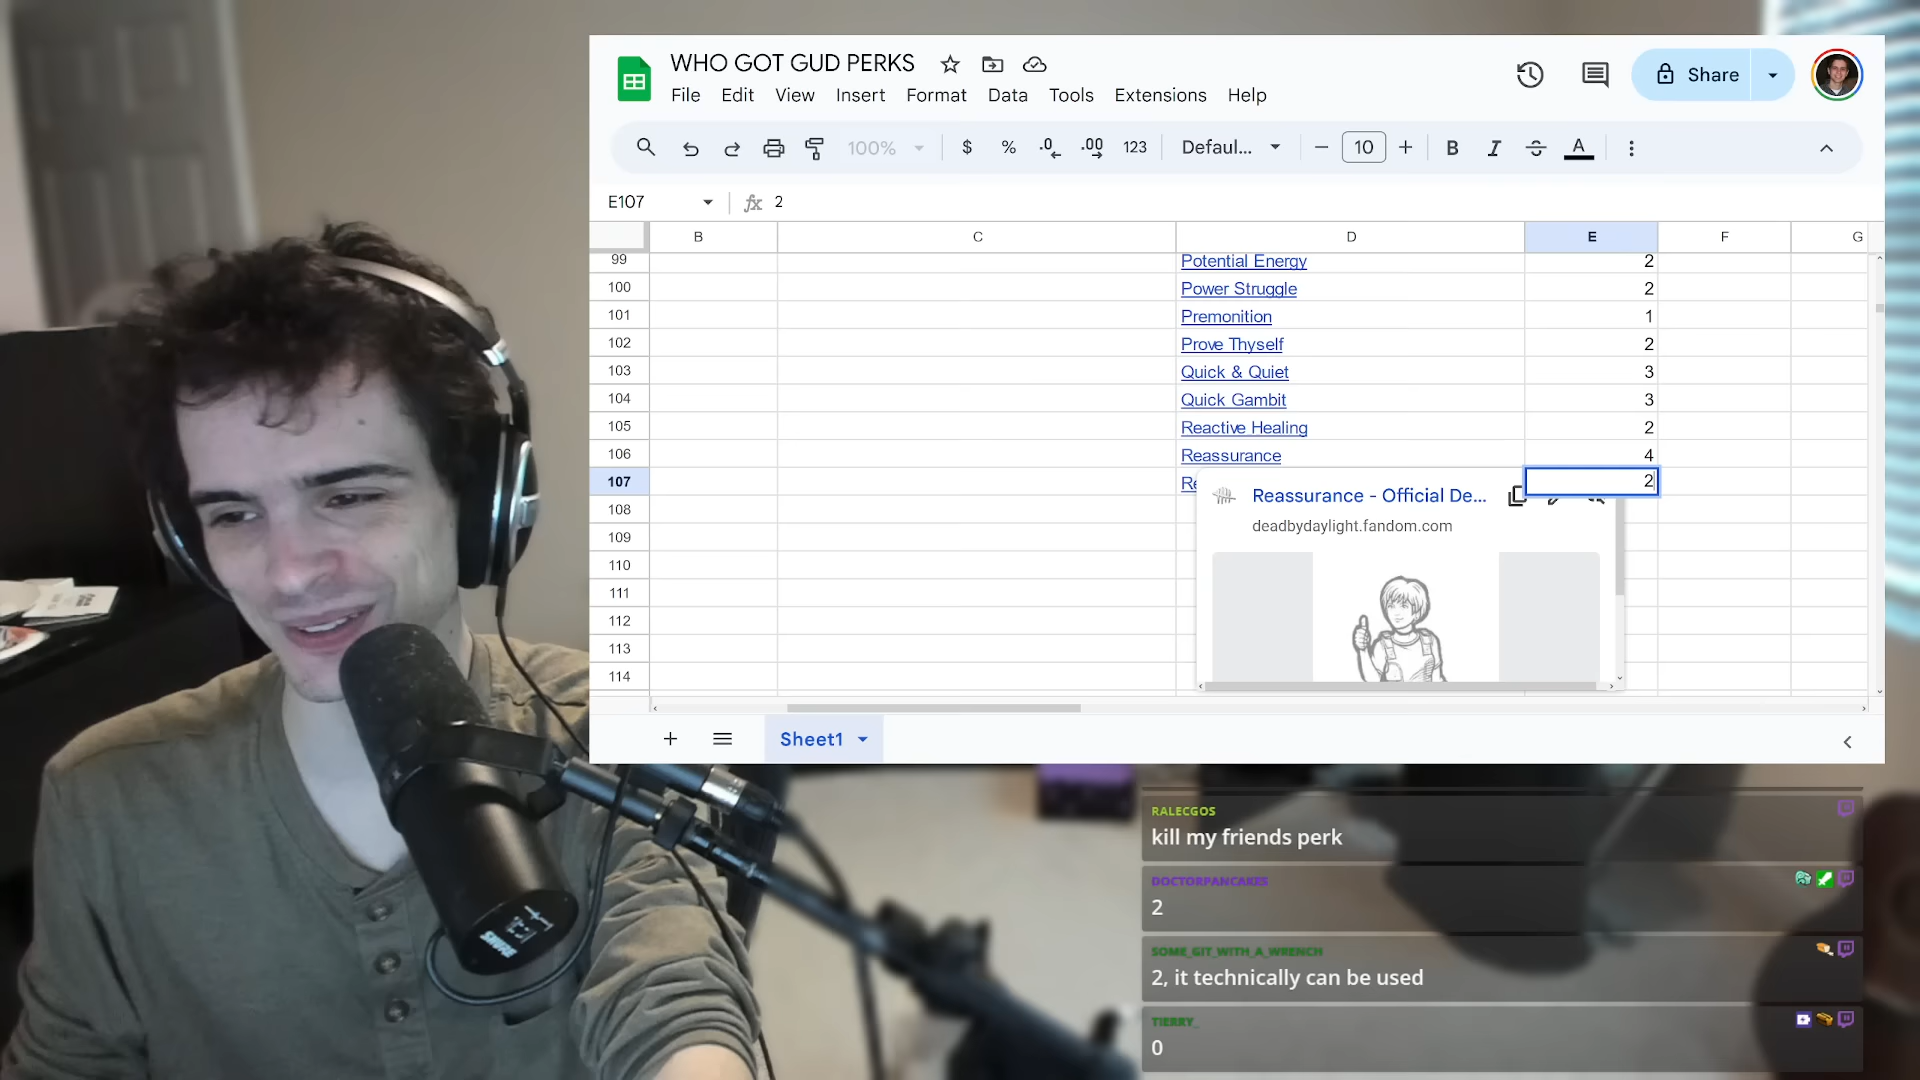 WHO GOT GUD PERKS
File Edit View Insert Format Data Tools Extensions Help
Share
100% $ % .0 .00 123 Defaul... − 10 + B I S A
E107 fx 2
B C D E F G
99 Potential Energy 2
100 Power Struggle 2
101 Premonition 1
102 Prove Thyself 2
103 Quick & Quiet 3
104 Quick Gambit 3
105 Reactive Healing 2
106 Reassurance 4
107 Re 2
Reassurance - Official De...
108
deadbydaylight.fandom.com
109
110
111
112
113
114
+ Sheet1
RALECGOS
kill my friends perk
DOCTORPANCAKES
2
SOME_GIT_WITH_A_WRENCH
2, it technically can be used
TIERRY_
0
SHURE